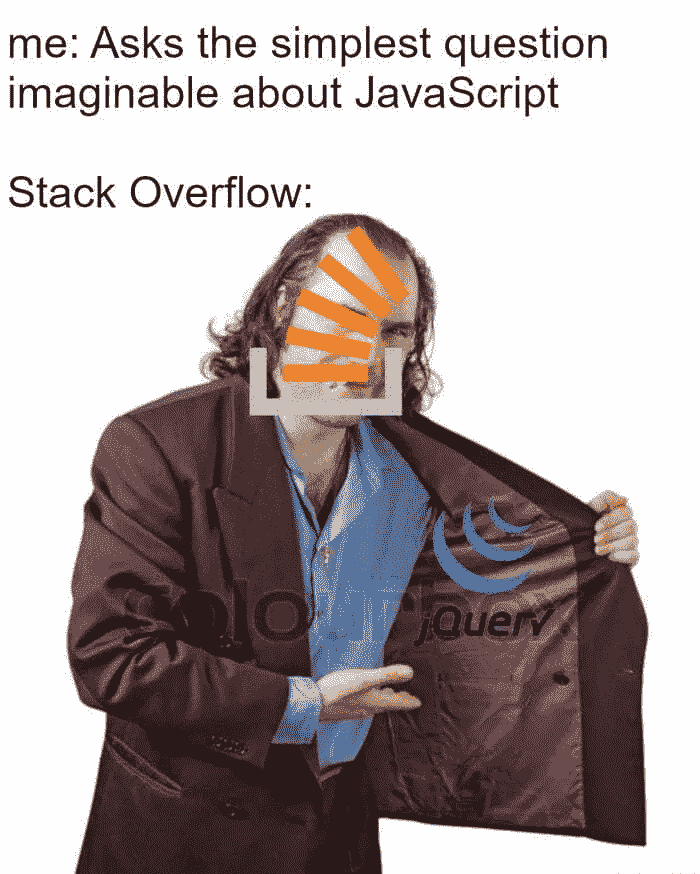 me: Asks the simplest question
imaginable about JavaScript
Stack Overflow:
jQuery